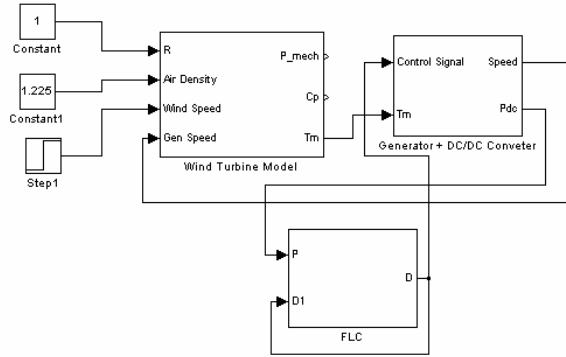 1
Constant
1.225
Constant1
Step1
R
Air Density
Wind Speed
Gen Speed
P_mech
Cp
Tm
Wind Turbine Model
Control Signal
Tm
Speed
Pdc
Generator + DC/DC Conveter
P
D1
D
FLC